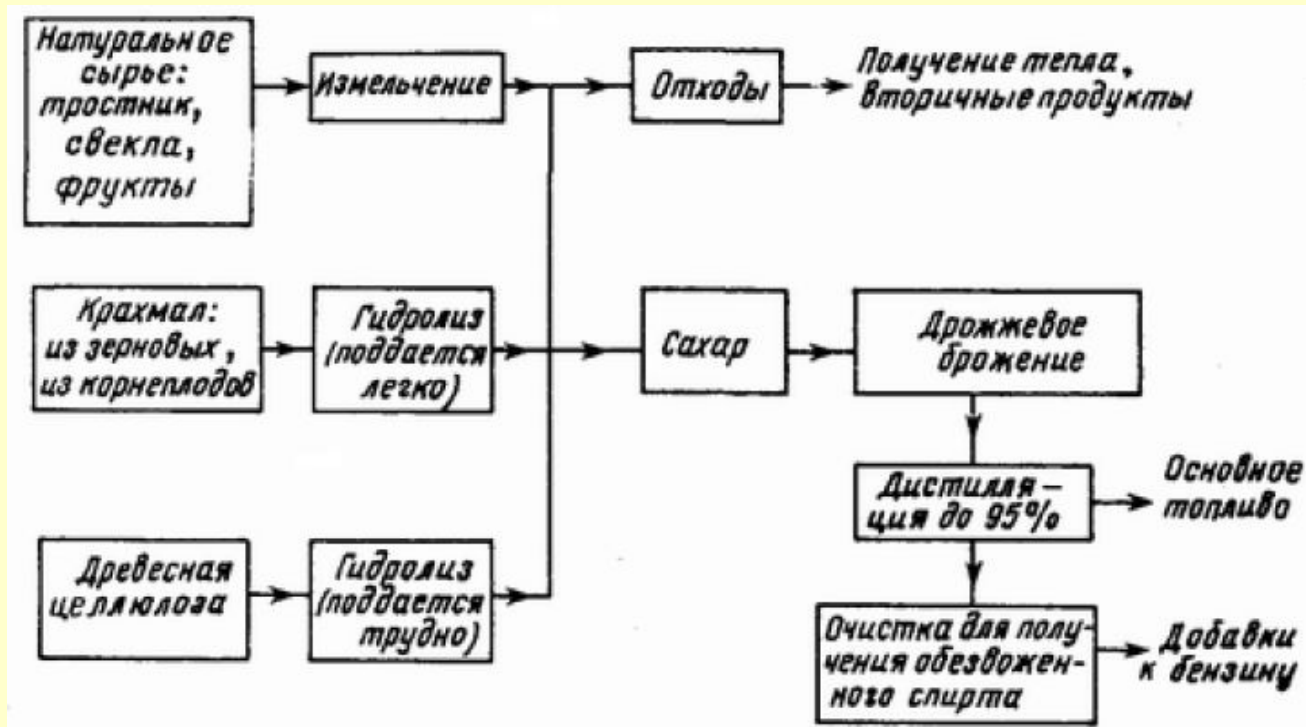 Натуральное
сырье:
тростник,
свекла,
фрукты
Измельчение
Отходы
Получение тепла,
вторичные продукты
Крахмал:
из зерновых,
из корнеплодов
Гидролиз
(поддается
легко)
Сахар
Дрожжевое
брожение
Дистилля-
ция до 95%
Основное
топливо
Древесная
целлюлоза
Гидролиз
(поддается
трудно)
Очистка для полу-
чения обезвожен-
ного спирта
Добавки
к бензину